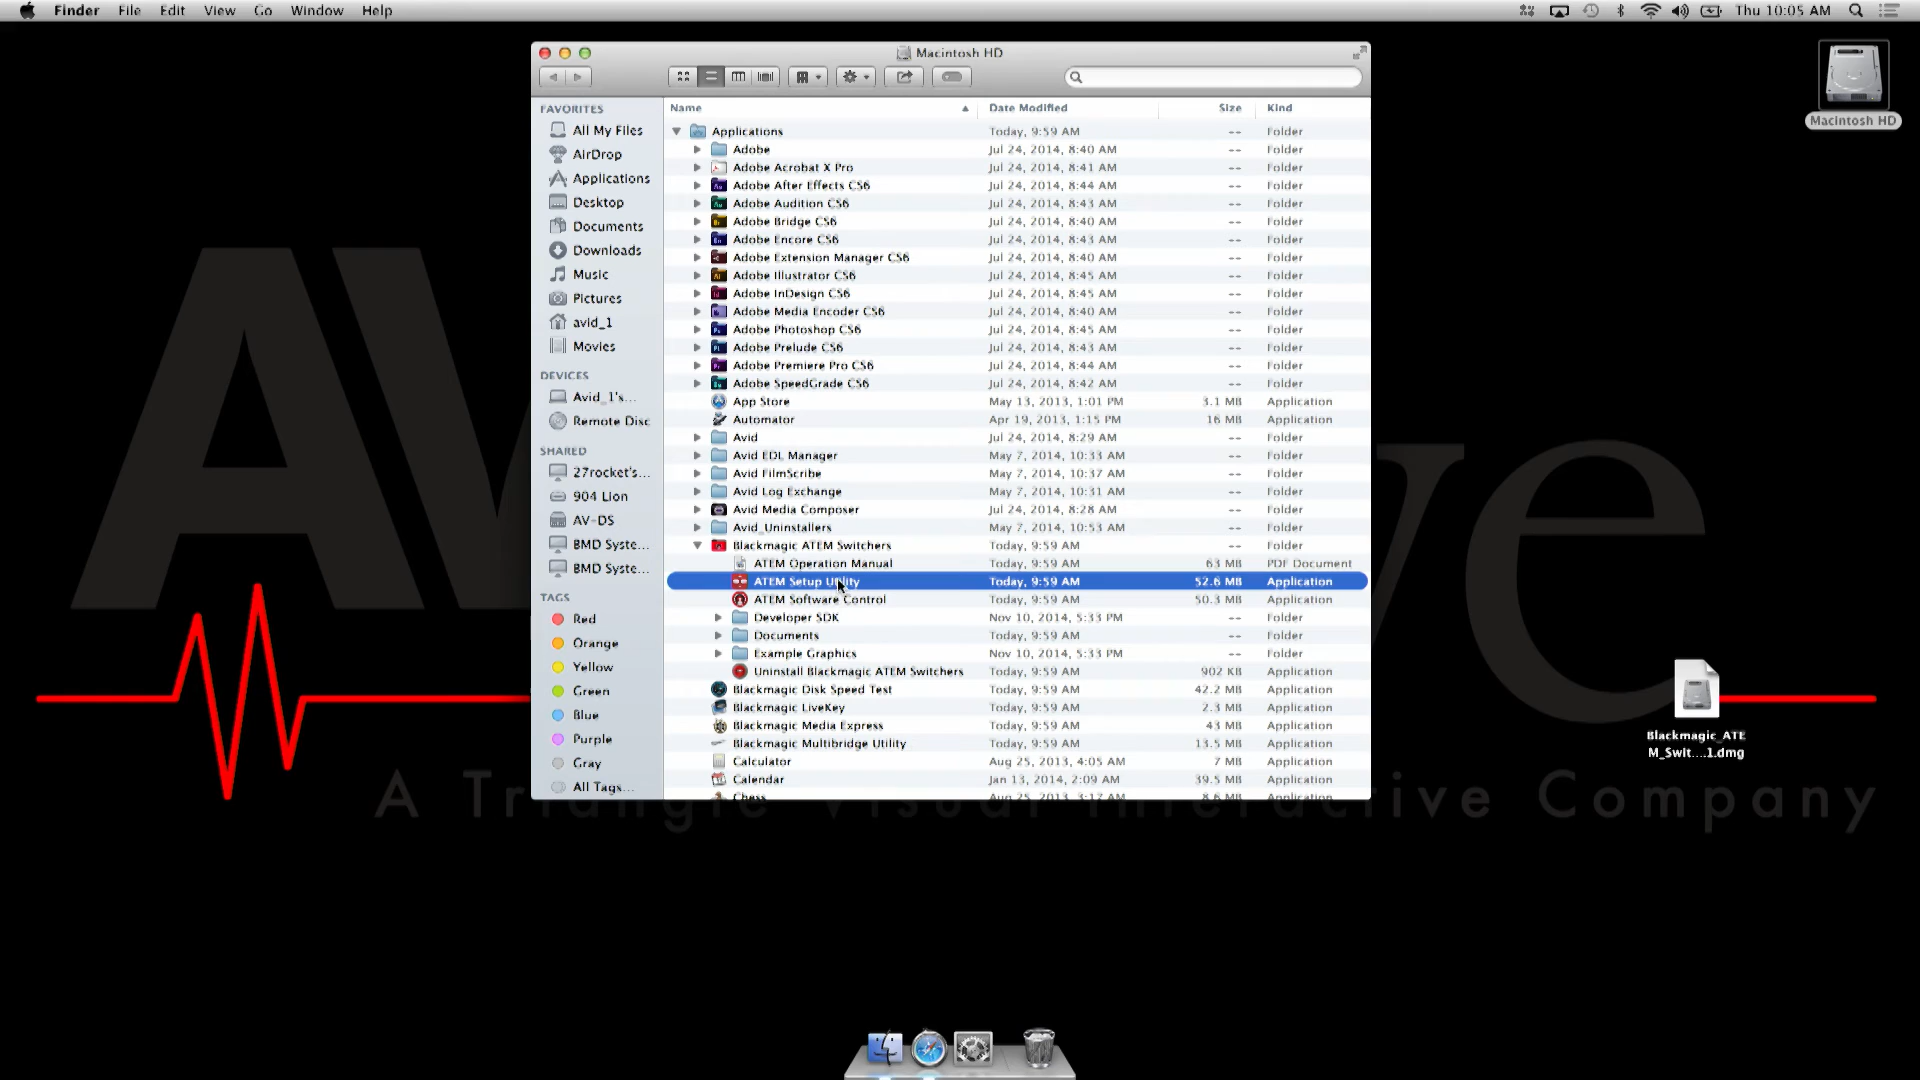 Finder File Edit View Go Window Help Thu 10:05 AM
Macintosh HD
Macintosh HD
Name Date Modified Size Kind
FAVORITES
All My Files
AirDrop
Applications
Desktop
Documents
Downloads
Music
Pictures
avid_1
Movies
DEVICES
Avid_1's...
Remote Disc
SHARED
27rocket's...
904 Lion
AV-DS
BMD Syste...
BMD Syste...
TAGS
Red
Orange
Yellow
Green
Blue
Purple
Gray
All Tags...
Applications Today, 9:59 AM -- Folder
Adobe Jul 24, 2014, 8:40 AM -- Folder
Adobe Acrobat X Pro Jul 24, 2014, 8:41 AM -- Folder
Adobe After Effects CS6 Jul 24, 2014, 8:44 AM -- Folder
Adobe Audition CS6 Jul 24, 2014, 8:43 AM -- Folder
Adobe Bridge CS6 Jul 24, 2014, 8:40 AM -- Folder
Adobe Encore CS6 Jul 24, 2014, 8:43 AM -- Folder
Adobe Extension Manager CS6 Jul 24, 2014, 8:40 AM -- Folder
Adobe Illustrator CS6 Jul 24, 2014, 8:45 AM -- Folder
Adobe InDesign CS6 Jul 24, 2014, 8:45 AM -- Folder
Adobe Media Encoder CS6 Jul 24, 2014, 8:40 AM -- Folder
Adobe Photoshop CS6 Jul 24, 2014, 8:45 AM -- Folder
Adobe Prelude CS6 Jul 24, 2014, 8:43 AM -- Folder
Adobe Premiere Pro CS6 Jul 24, 2014, 8:44 AM -- Folder
Adobe SpeedGrade CS6 Jul 24, 2014, 8:42 AM -- Folder
App Store May 13, 2013, 1:01 PM 3.1 MB Application
Automator Apr 19, 2013, 1:15 PM 16 MB Application
Avid Jul 24, 2014, 8:29 AM -- Folder
Avid EDL Manager May 7, 2014, 10:33 AM -- Folder
Avid FilmScribe May 7, 2014, 10:37 AM -- Folder
Avid Log Exchange May 7, 2014, 10:31 AM -- Folder
Avid Media Composer Jul 24, 2014, 8:28 AM -- Folder
Avid_Uninstallers May 7, 2014, 10:53 AM -- Folder
Blackmagic ATEM Switchers Today, 9:59 AM -- Folder
ATEM Operation Manual Today, 9:59 AM 63 MB PDF Document
ATEM Setup Utility Today, 9:59 AM 52.6 MB Application
ATEM Software Control Today, 9:59 AM 50.3 MB Application
Developer SDK Nov 10, 2014, 5:33 PM -- Folder
Documents Today, 9:59 AM -- Folder
Example Graphics Nov 10, 2014, 5:33 PM -- Folder
Uninstall Blackmagic ATEM Switchers Today, 9:59 AM 902 KB Application
Blackmagic Disk Speed Test Today, 9:59 AM 42.2 MB Application
Blackmagic LiveKey Today, 9:59 AM 2.3 MB Application
Blackmagic Media Express Today, 9:59 AM 43 MB Application
Blackmagic Multibridge Utility Today, 9:59 AM 13.5 MB Application
Calculator Aug 25, 2013, 4:05 AM 7 MB Application
Calendar Jan 13, 2014, 2:09 AM 39.5 MB Application
Chess Aug 25, 2013, 3:17 AM 8.6 MB Application
Blackmagic_ATE
M_Swit....1.dmg
AV ve
A Triangle Visual Interactive Company